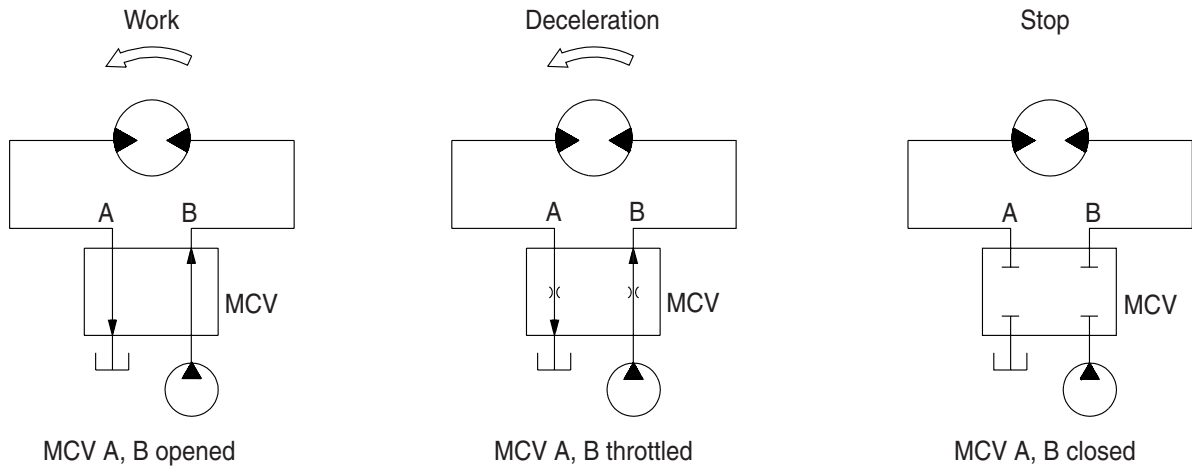 Work
Deceleration
Stop
A B
MCV
A B
MCV
A B
MCV
MCV A, B opened
MCV A, B throttled
MCV A, B closed